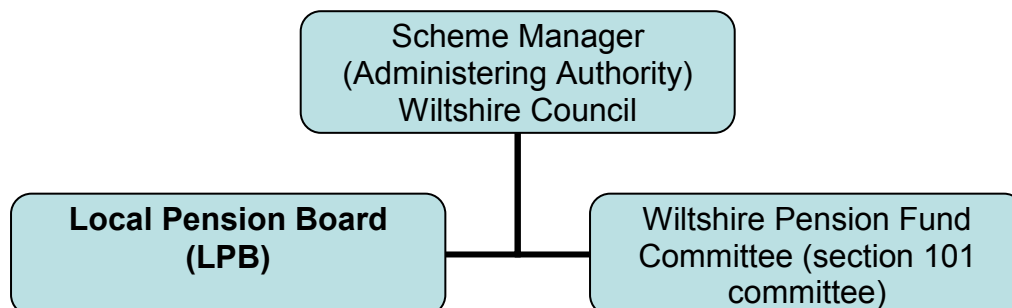 Scheme Manager
(Administering Authority)
Wiltshire Council
Local Pension Board
(LPB)
Wiltshire Pension Fund
Committee (section 101
committee)